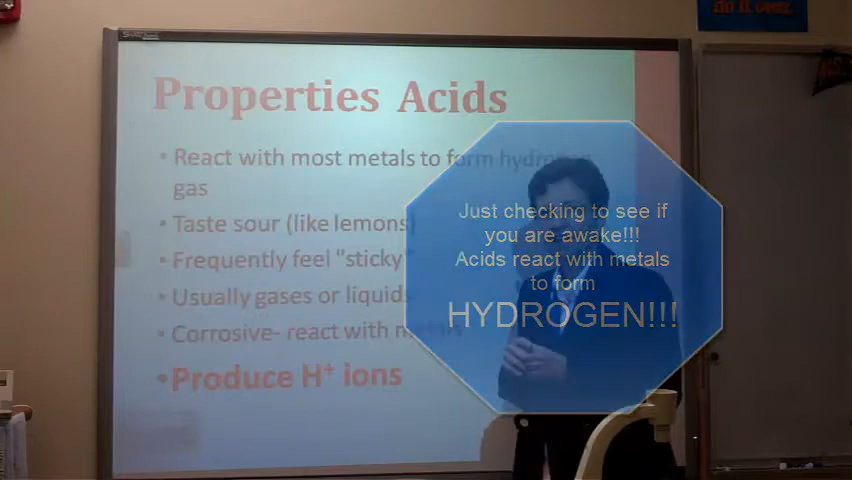 do it over.
Properties Acids
• React with most metals to form hydrogen
gas
• Taste sour (like lemons)
• Frequently feel "sticky"
• Usually gases or liquids
• Corrosive- react with metals
•Produce H⁺ ions
Just checking to see if
you are awake!!!
Acids react with metals
to form
HYDROGEN!!!